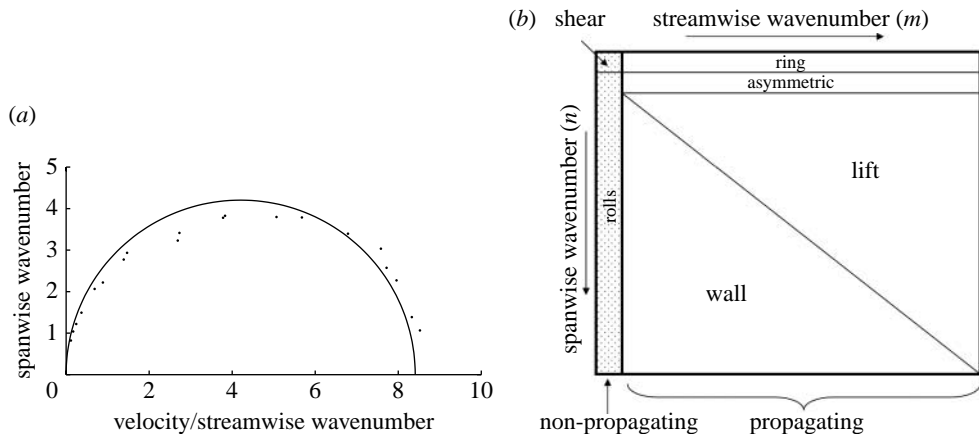 (a)
spanwise wavenumber
5
4
3
2
1
0
2
4
6
8
10
velocity/streamwise wavenumber
(b)
shear
streamwise wavenumber (m)
ring
asymmetric
spanwise wavenumber (n)
rolls
lift
wall
non-propagating
propagating